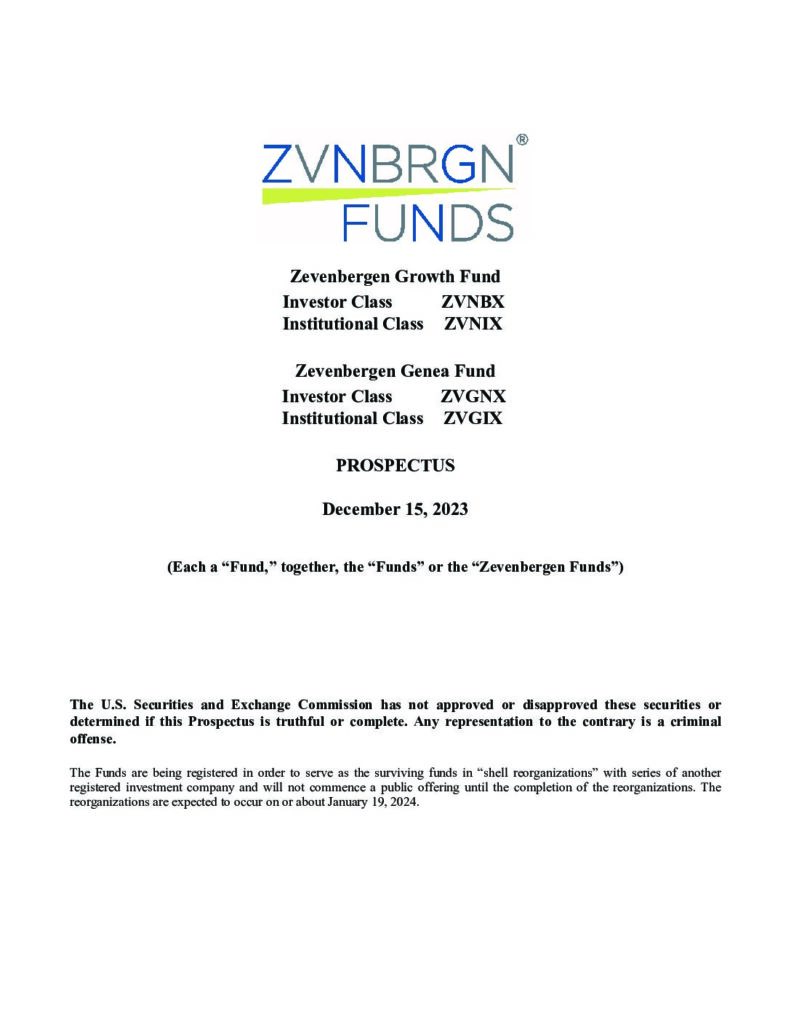 ZVNBRGN®
FUNDS
Zevenbergen Growth Fund
Investor Class ZVNBX
Institutional Class ZVNIX
Zevenbergen Genea Fund
Investor Class ZVGNX
Institutional Class ZVGIX
PROSPECTUS
December 15, 2023
(Each a “Fund,” together, the “Funds” or the “Zevenbergen Funds”)
The U.S. Securities and Exchange Commission has not approved or disapproved these securities or
determined if this Prospectus is truthful or complete. Any representation to the contrary is a criminal
offense.
The Funds are being registered in order to serve as the surviving funds in “shell reorganizations” with series of another
registered investment company and will not commence a public offering until the completion of the reorganizations. The
reorganizations are expected to occur on or about January 19, 2024.